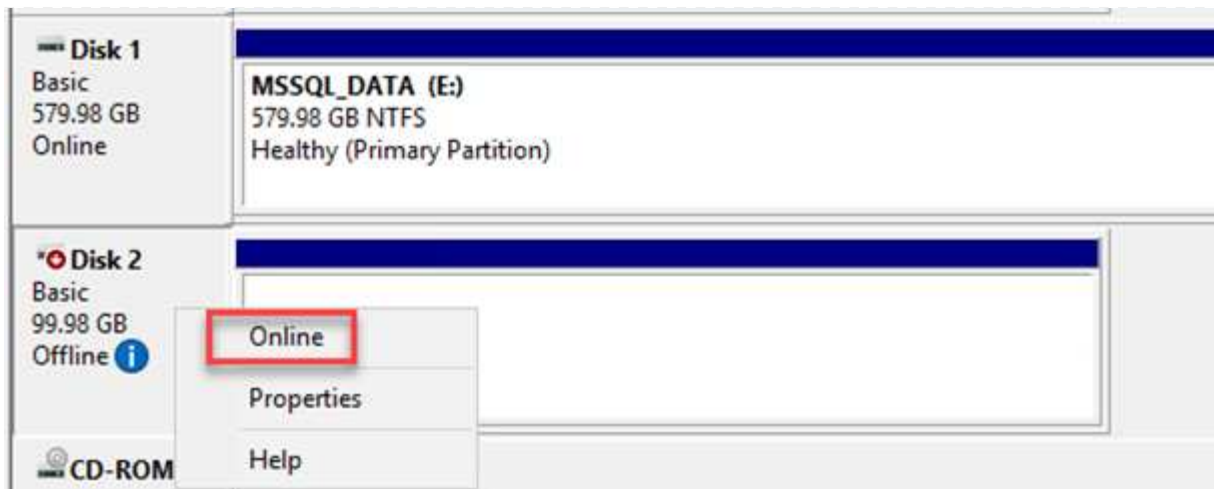 Disk 1
Basic
579.98 GB
Online
MSSQL_DATA (E:)
579.98 GB NTFS
Healthy (Primary Partition)
Disk 2
Basic
99.98 GB
Offline
Online
Properties
Help
CD-ROM